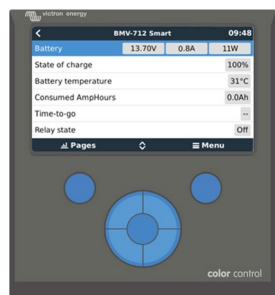 victron energy
BMV-712 Smart 09:48
Battery 13.70V 0.8A 11W
State of charge 100%
Battery temperature 31°C
Consumed AmpHours 0.0Ah
Time-to-go --
Relay state Off
Pages Menu
color control